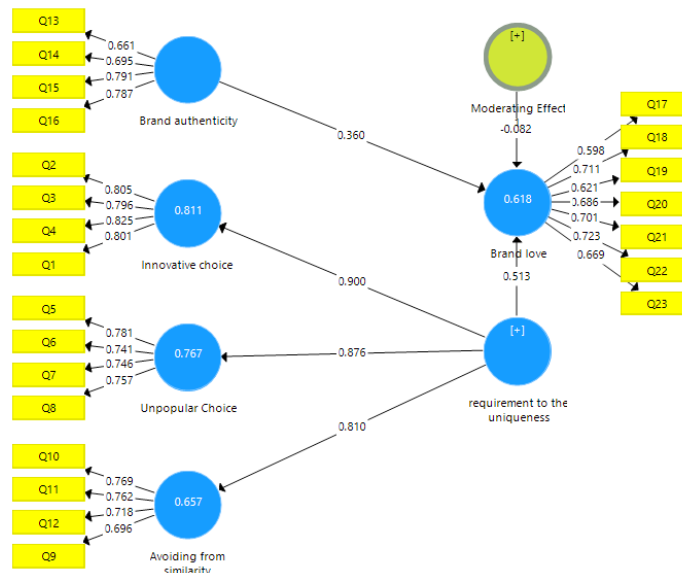 Q13
Q14
Q15
Q16
0.661
0.695
0.791
0.787
Brand authenticity
0.360
[+]
Moderating Effect
-0.082
Q17
Q18
Q19
Q20
Q21
Q22
Q23
0.598
0.711
0.621
0.686
0.701
0.723
0.669
0.618
Brand love
0.513
Q2
Q3
Q4
Q1
0.805
0.796
0.825
0.801
0.811
Innovative choice
0.900
Q5
Q6
Q7
Q8
0.781
0.741
0.746
0.757
0.767
Unpopular Choice
0.876
[+]
requirement to the
uniqueness
0.810
Q10
Q11
Q12
Q9
0.769
0.762
0.718
0.696
0.657
Avoiding from
similarity